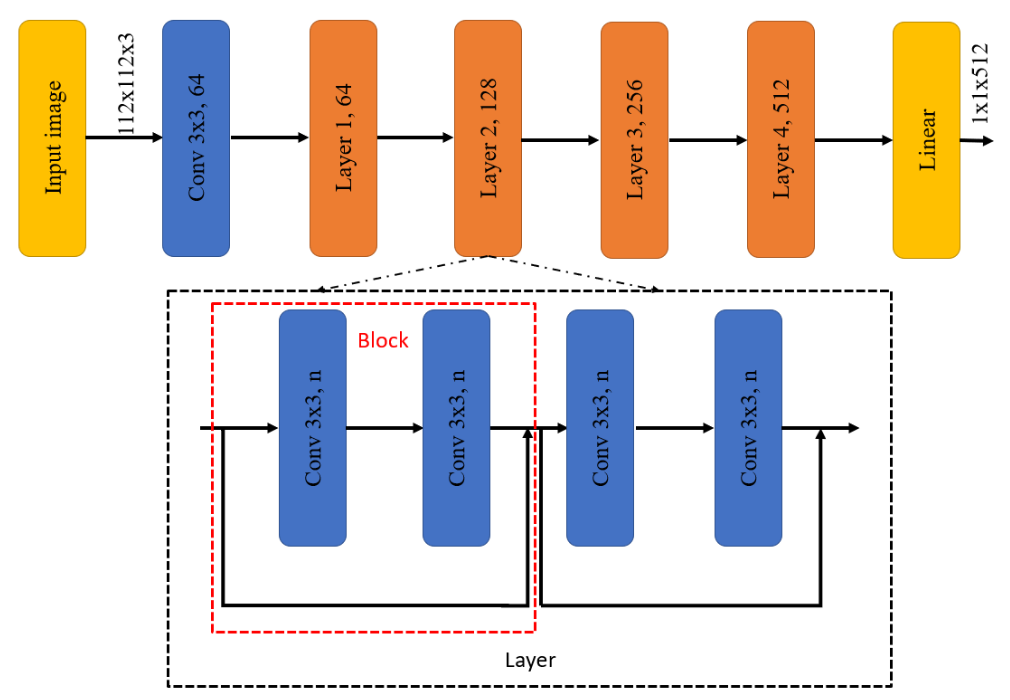 Input image
112x112x3
Conv 3x3, 64
Layer 1, 64
Layer 2, 128
Layer 3, 256
Layer 4, 512
Linear
1x1x512
Block
Conv 3x3, n
Conv 3x3, n
Conv 3x3, n
Conv 3x3, n
Layer